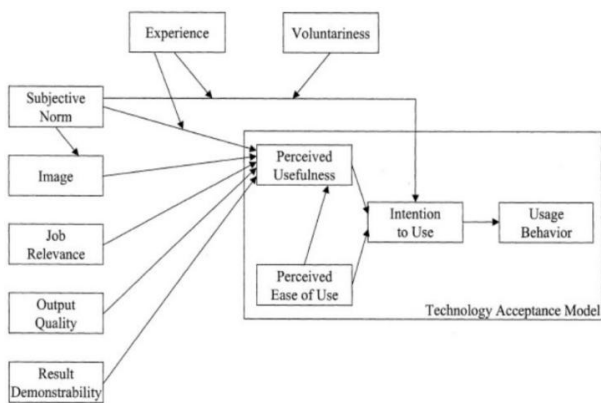 Experience
Voluntariness
Subjective
Norm
Image
Job
Relevance
Output
Quality
Result
Demonstrability
Perceived
Usefulness
Perceived
Ease of Use
Intention
to Use
Usage
Behavior
Technology Acceptance Model